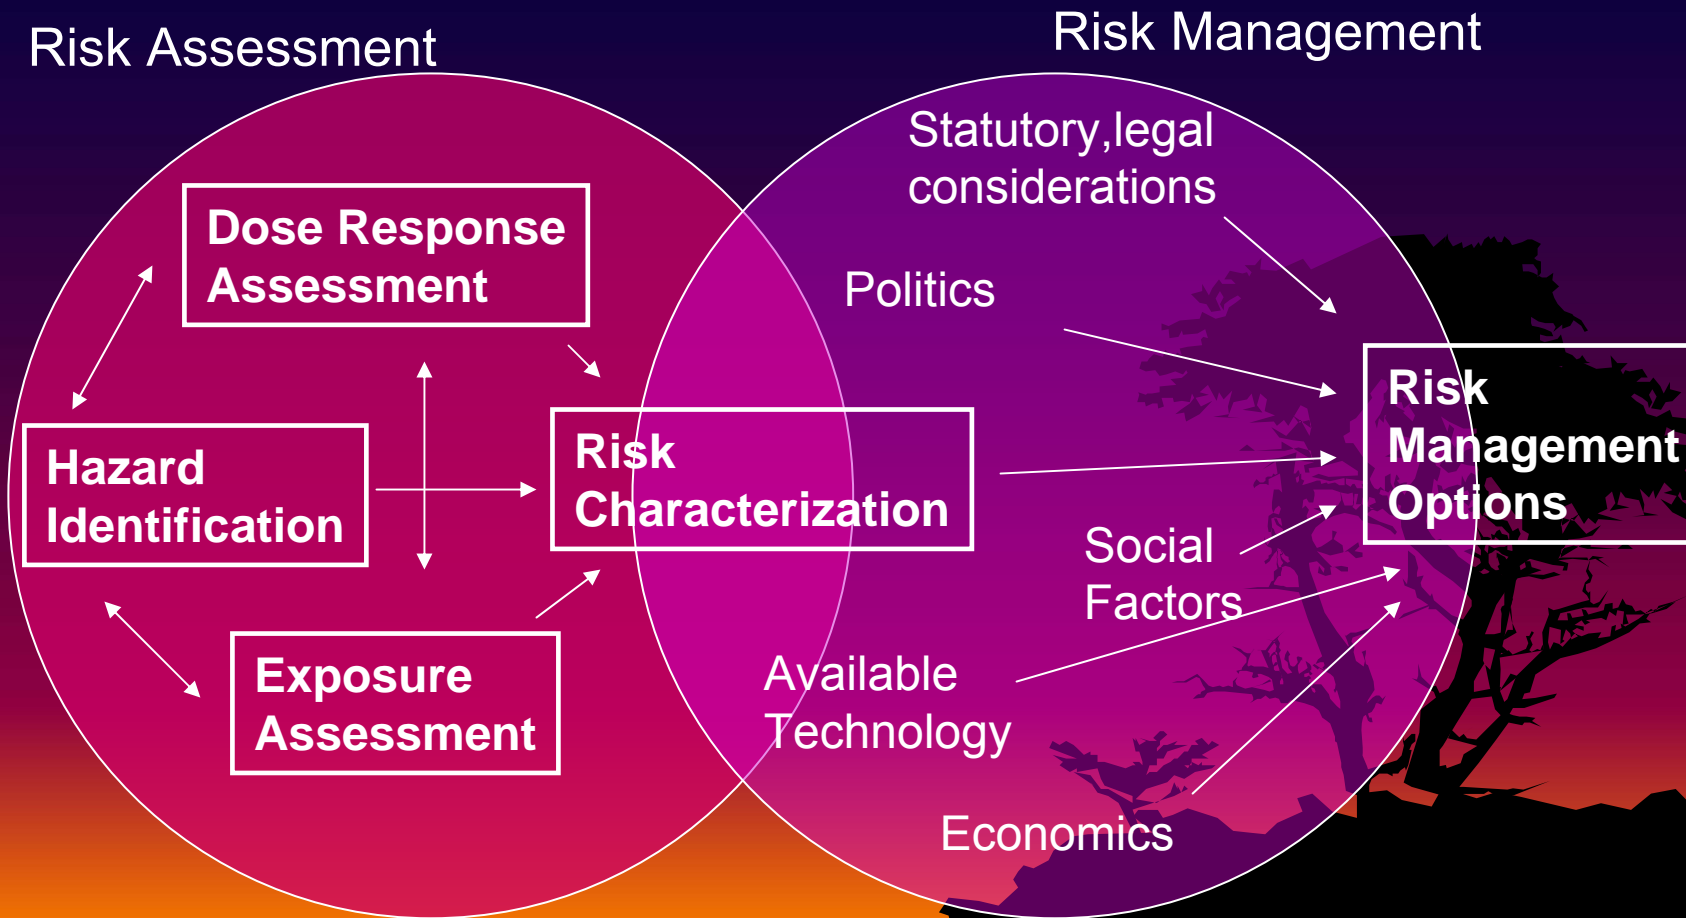 Risk Assessment
Risk Management
Statutory,legal
considerations
Dose Response
Assessment
Politics
Risk
Management
Options
Hazard
Identification
Risk
Characterization
Social
Factors
Exposure
Assessment
Available
Technology
Economics